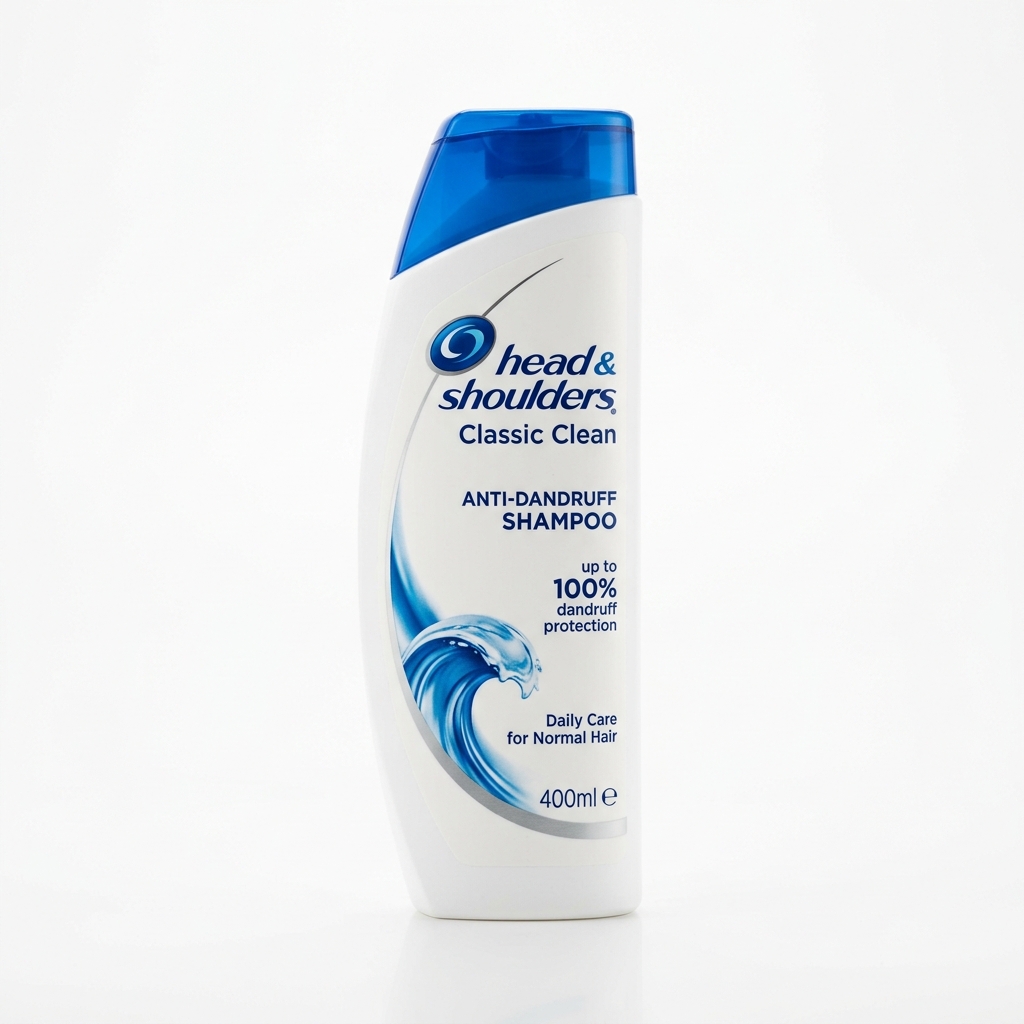 head &
shoulders®
Classic Clean
ANTI-DANDRUFF
SHAMPOO
up to
100%
dandruff
protection
Daily Care
for Normal Hair
400ml ℮